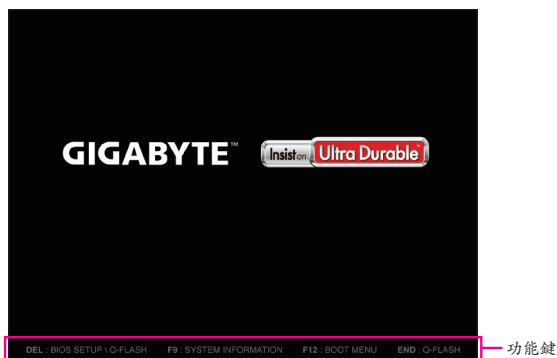 GIGABYTE™ Insist on Ultra Durable™
DEL : BIOS SETUP \ Q-FLASH F9 : SYSTEM INFORMATION F12 : BOOT MENU END : Q-FLASH
功能鍵